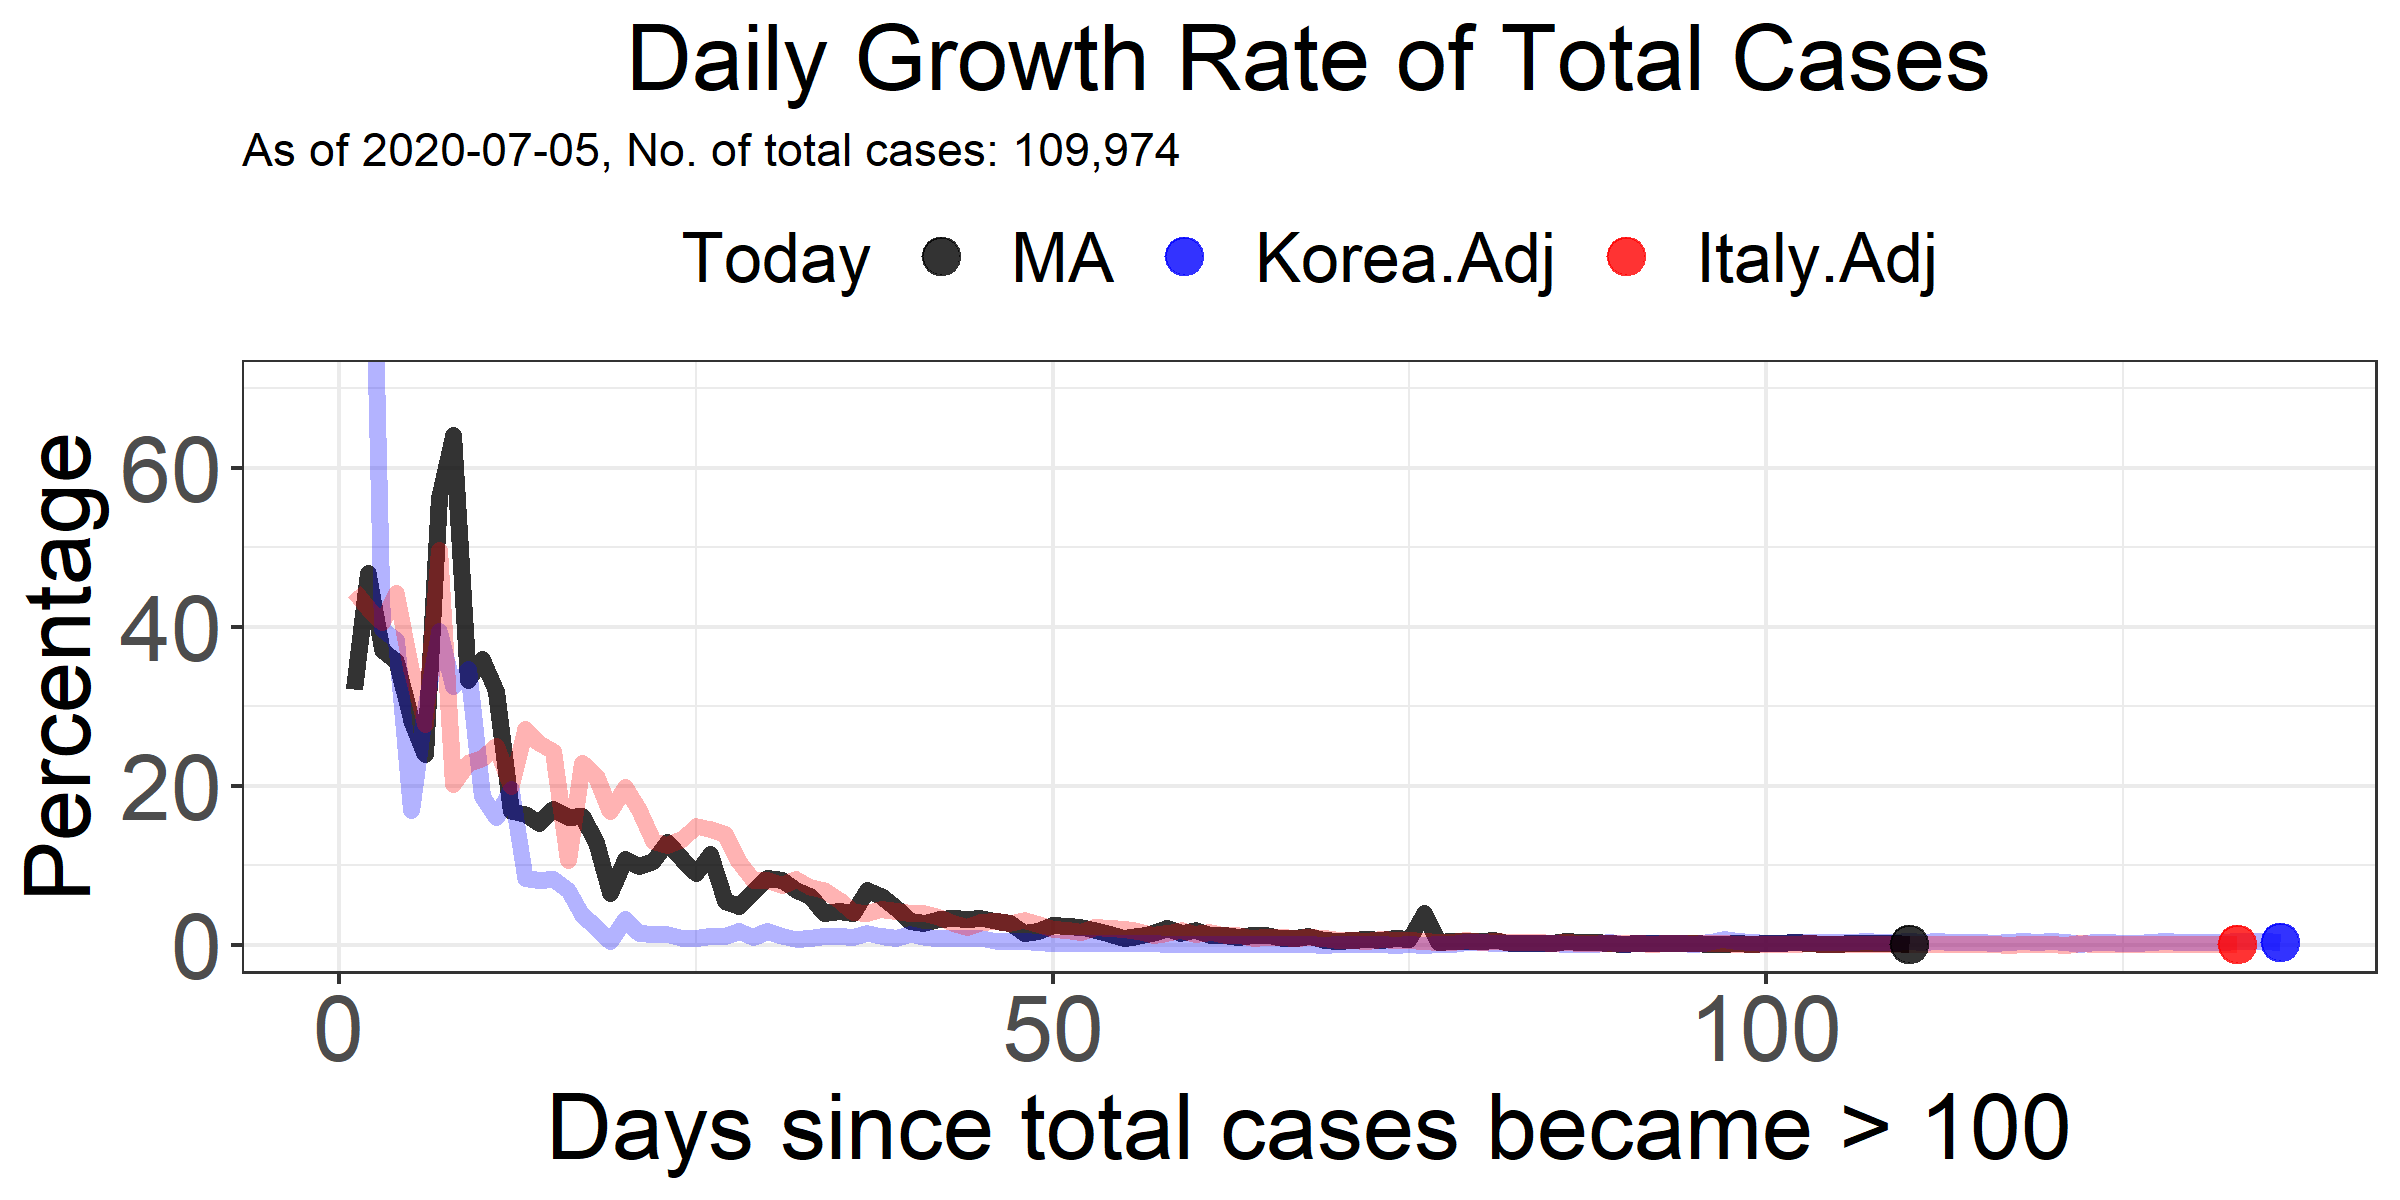 Daily Growth Rate of Total Cases
As of 2020-07-05, No. of total cases: 109,974
Today MA Korea.Adj Italy.Adj
Percentage
60
40
20
0
0 50 100
Days since total cases became > 100